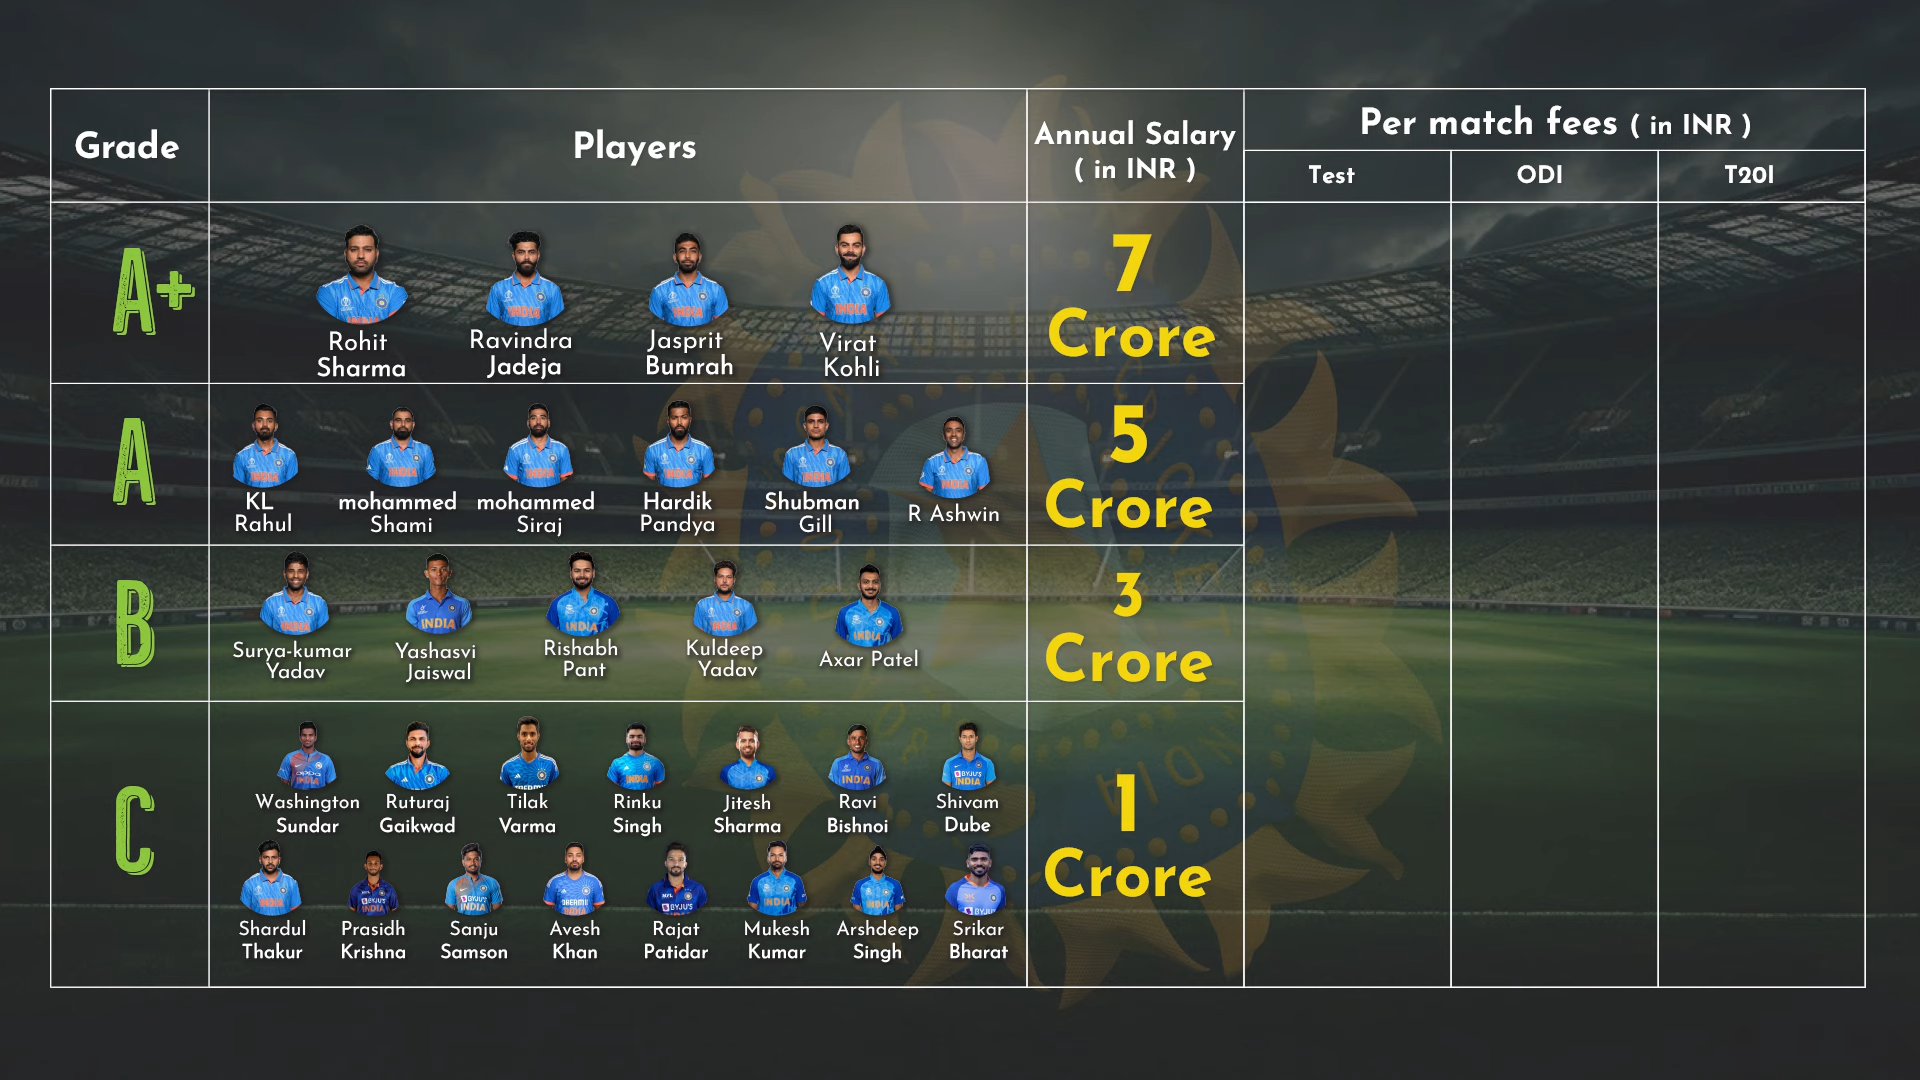 Grade
Players
Annual Salary
( in INR )
Per match fees ( in INR )
Test
ODI
T20I
A+
Rohit
Sharma
Ravindra
Jadeja
Jasprit
Bumrah
Virat
Kohli
7
Crore
A
KL
Rahul
mohammed
Shami
mohammed
Siraj
Hardik
Pandya
Shubman
Gill
R Ashwin
5
Crore
B
Surya-kumar
Yadav
Yashasvi
Jaiswal
Rishabh
Pant
Kuldeep
Yadav
Axar Patel
3
Crore
C
Washington
Sundar
Ruturaj
Gaikwad
Tilak
Varma
Rinku
Singh
Jitesh
Sharma
Ravi
Bishnoi
Shivam
Dube
Shardul
Thakur
Prasidh
Krishna
Sanju
Samson
Avesh
Khan
Rajat
Patidar
Mukesh
Kumar
Arshdeep
Singh
Srikar
Bharat
1
Crore